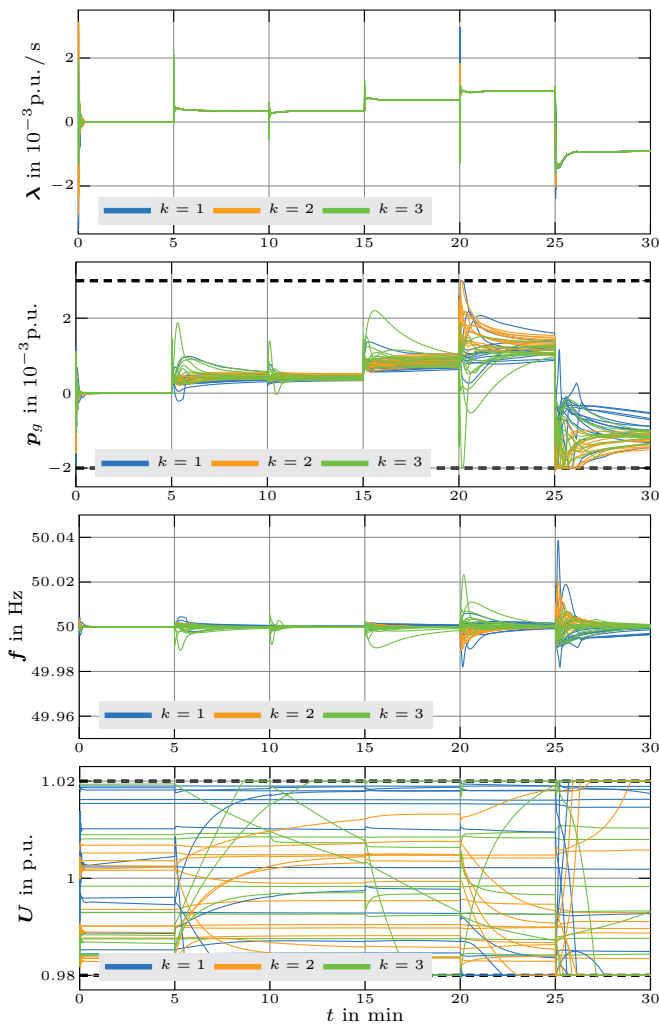 λ in 10⁻³p.u./s
2
0
−2
k = 1 k = 2 k = 3
0 5 10 15 20 25 30
p_g in 10⁻³p.u.
2
0
−2
k = 1 k = 2 k = 3
0 5 10 15 20 25 30
f in Hz
50.04
50.02
50
49.98
49.96
k = 1 k = 2 k = 3
0 5 10 15 20 25 30
U in p.u.
1.02
1
0.98
k = 1 k = 2 k = 3
0 5 10 15 20 25 30
t in min